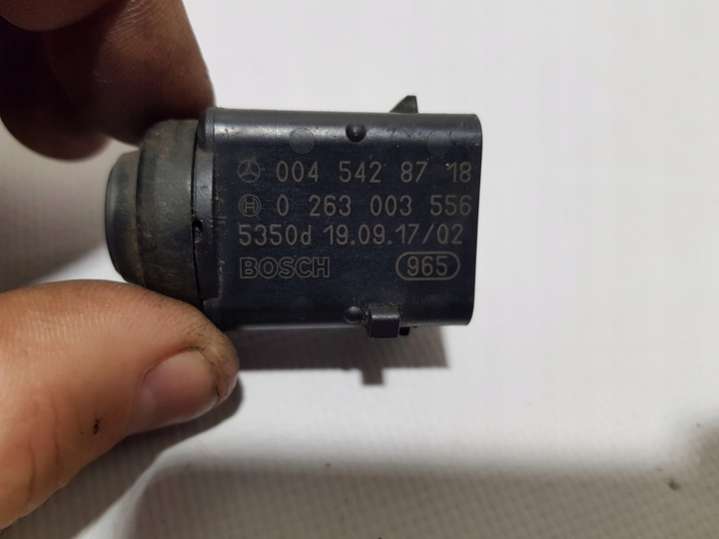 004 542 87 18
0 263 003 556
5350d 19.09.17/02
BOSCH 965